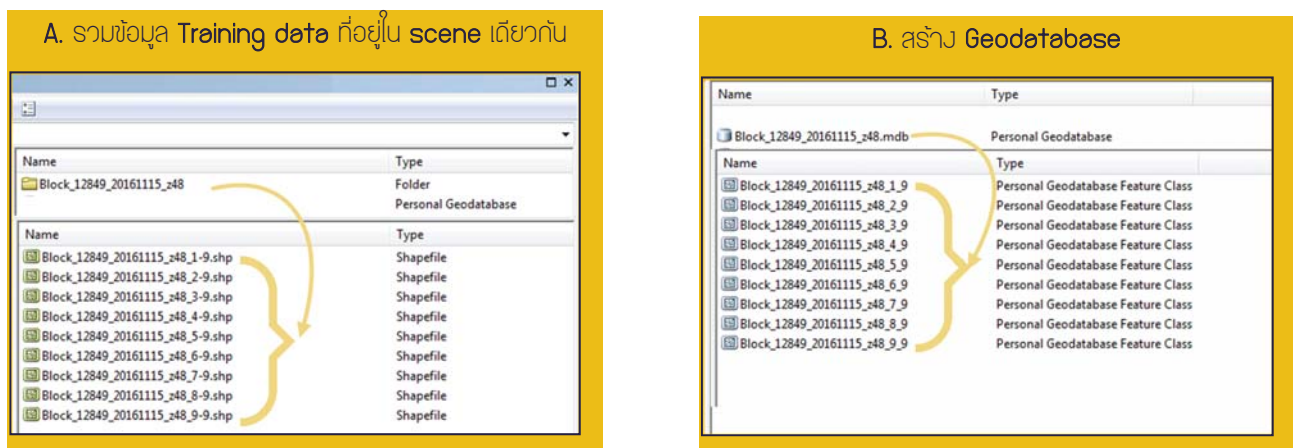 A. รวมข้อมูล Training data ที่อยู่ใน scene เดียวกัน
Name Type
Block_12849_20161115_z48 Folder
Personal Geodatabase
Name Type
Block_12849_20161115_z48_1-9.shp Shapefile
Block_12849_20161115_z48_2-9.shp Shapefile
Block_12849_20161115_z48_3-9.shp Shapefile
Block_12849_20161115_z48_4-9.shp Shapefile
Block_12849_20161115_z48_5-9.shp Shapefile
Block_12849_20161115_z48_6-9.shp Shapefile
Block_12849_20161115_z48_7-9.shp Shapefile
Block_12849_20161115_z48_8-9.shp Shapefile
Block_12849_20161115_z48_9-9.shp Shapefile
B. สร้าง Geodatabase
Name Type
Block_12849_20161115_z48.mdb Personal Geodatabase
Name Type
Block_12849_20161115_z48_1_9 Personal Geodatabase Feature Class
Block_12849_20161115_z48_2_9 Personal Geodatabase Feature Class
Block_12849_20161115_z48_3_9 Personal Geodatabase Feature Class
Block_12849_20161115_z48_4_9 Personal Geodatabase Feature Class
Block_12849_20161115_z48_5_9 Personal Geodatabase Feature Class
Block_12849_20161115_z48_6_9 Personal Geodatabase Feature Class
Block_12849_20161115_z48_7_9 Personal Geodatabase Feature Class
Block_12849_20161115_z48_8_9 Personal Geodatabase Feature Class
Block_12849_20161115_z48_9_9 Personal Geodatabase Feature Class